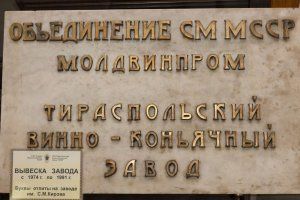 ОБЪЕДИНЕНИЕ СМ МССР
МОЛДВИНПРОМ
ТИРАСПОЛЬСКИЙ
ВИННО - КОНЬЯЧНЫЙ
ЗАВОД
ВЫВЕСКА ЗАВОДА
с 1974 г. по 1991 г
Буквы отлиты на заводе
им. С.М.Кирова